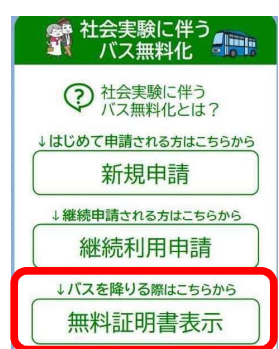 社会実験に伴う
バス無料化
? 社会実験に伴う
バス無料化とは?
↓はじめて申請される方はこちらから
新規申請
↓継続申請される方はこちらから
継続利用申請
↓バスを降りる際はこちらから
無料証明書表示